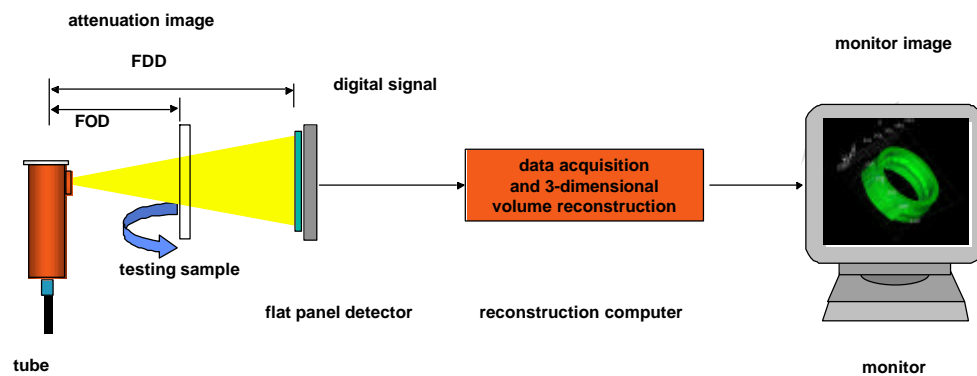 attenuation image
monitor image
FDD
digital signal
FOD
data acquisition
and 3-dimensional
volume reconstruction
testing sample
flat panel detector
reconstruction computer
tube
monitor